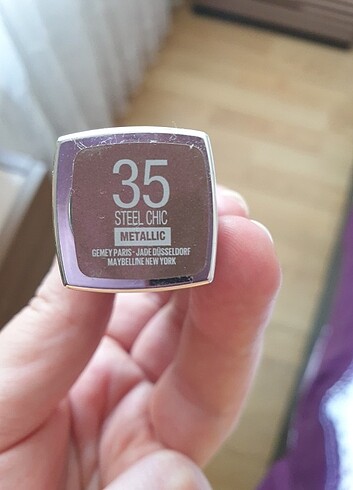 35
STEEL CHIC
METALLIC
GEMEY PARIS - JADE DÜSSELDORF
MAYBELLINE NEW YORK